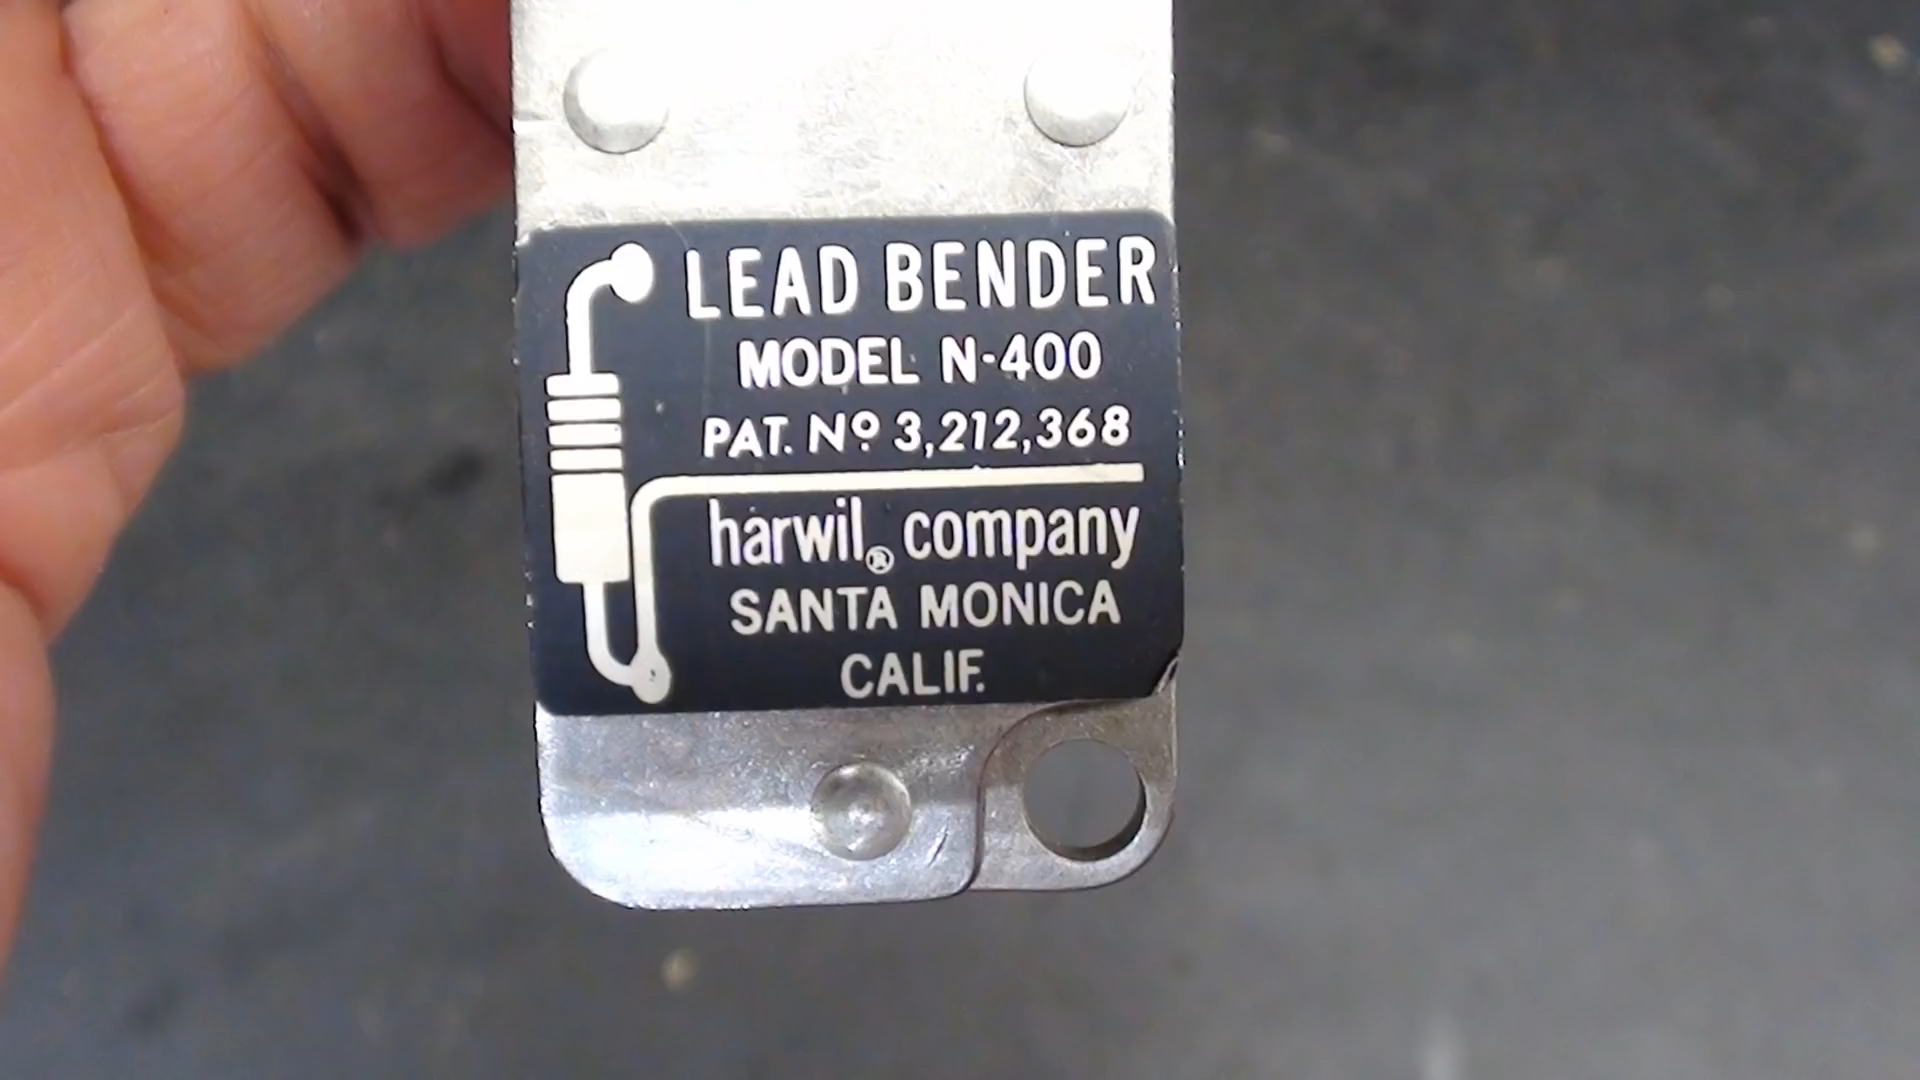 LEAD BENDER
MODEL N-400
PAT. Nº 3,212,368
harwil® company
SANTA MONICA
CALIF.